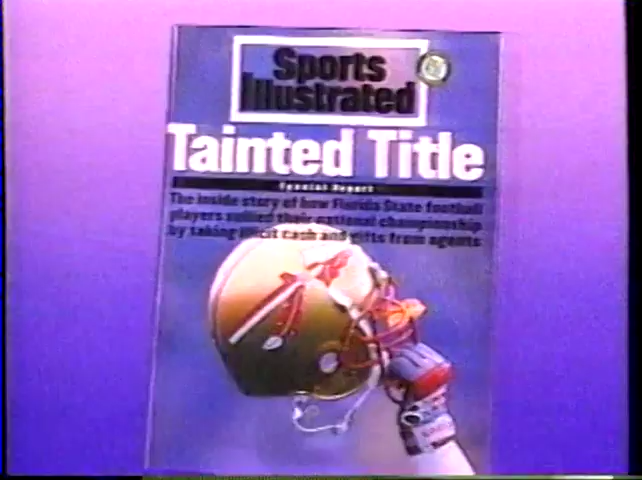 Sports
Illustrated
Tainted Title
Special Report
The inside story of how Florida State football
players sullied their national championship
by taking illicit cash and gifts from agents